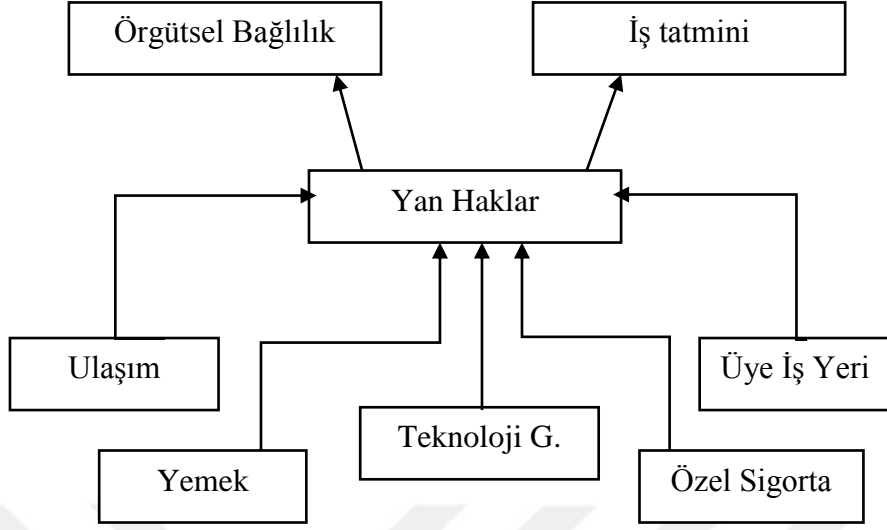 Örgütsel Bağlılık
İş tatmini
Yan Haklar
Ulaşım
Üye İş Yeri
Teknoloji G.
Yemek
Özel Sigorta